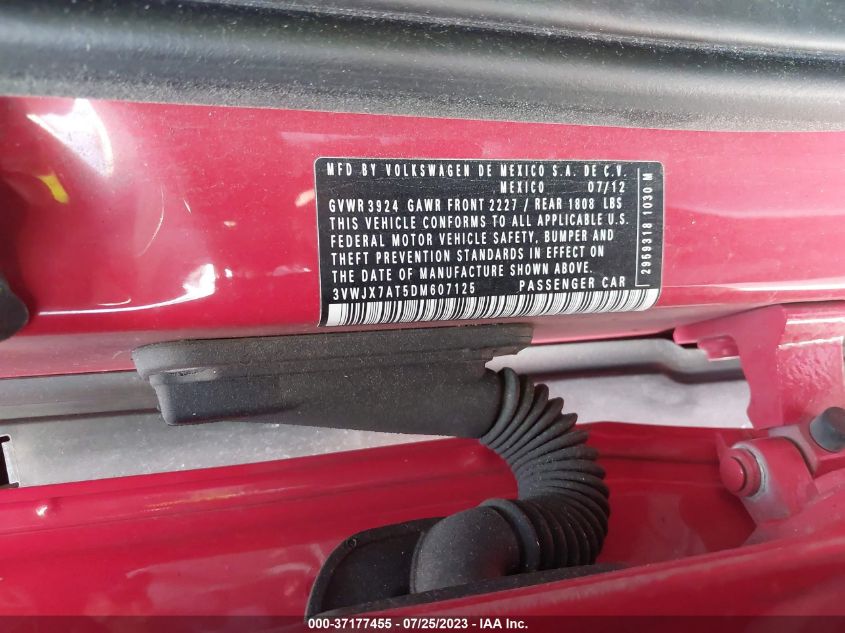 MFD BY VOLKSWAGEN DE MEXICO S.A. DE C.V.
MEXICO 07/12
GVWR 3924 GAWR FRONT 2227 / REAR 1808 LBS
THIS VEHICLE CONFORMS TO ALL APPLICABLE U.S.
FEDERAL MOTOR VEHICLE SAFETY, BUMPER AND
THEFT PREVENTION STANDARDS IN EFFECT ON
THE DATE OF MANUFACTURE SHOWN ABOVE.
3VWJX7AT5DM607125 PASSENGER CAR
2959318 1030 M
000-37177455 - 07/25/2023 - IAA Inc.